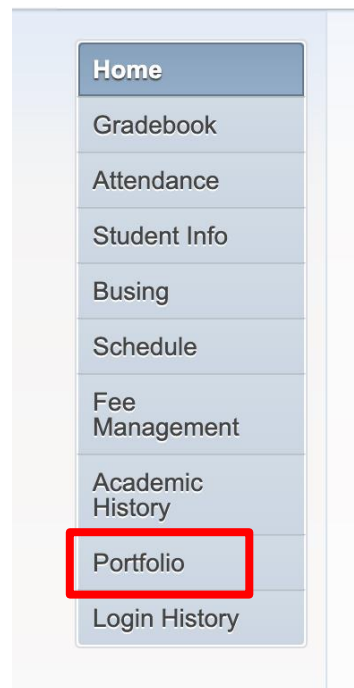 Home
Gradebook
Attendance
Student Info
Busing
Schedule
Fee
Management
Academic
History
Portfolio
Login History